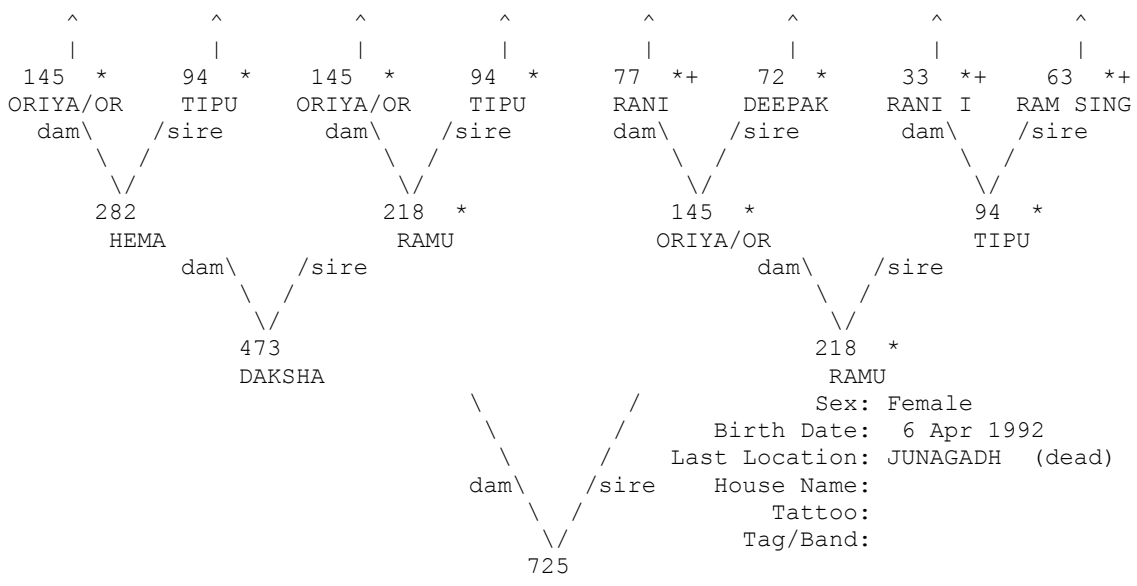 ^ ^ ^ ^ ^ ^ ^ ^
| | | | | | | |
145 * 94 * 145 * 94 * 77 *+ 72 * 33 *+ 63 *+
ORIYA/OR TIPU ORIYA/OR TIPU RANI DEEPAK RANI I RAM SING
dam\ /sire dam\ /sire dam\ /sire dam\ /sire
\ / \ / \ / \ /
\/ \/ \/ \/
282 218 * 145 * 94 *
HEMA RAMU ORIYA/OR TIPU
dam\ /sire dam\ /sire
\ / \ /
\/ \/
473 218 *
DAKSHA RAMU
\ / Sex: Female
\ / Birth Date: 6 Apr 1992
\ / Last Location: JUNAGADH (dead)
dam\ /sire House Name:
\ / Tattoo:
\/ Tag/Band:
725